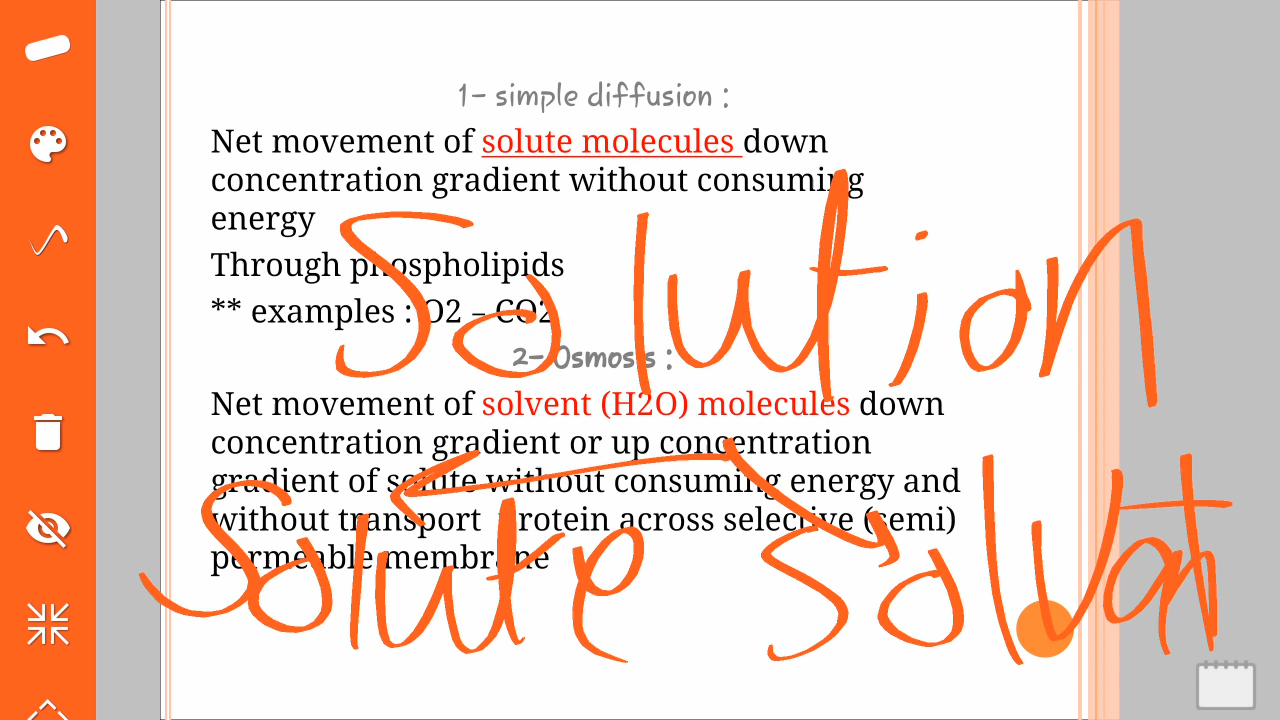 1- simple diffusion :
Net movement of solute molecules down
concentration gradient without consuming
energy
Through phospholipids
** examples : O2 – CO2
2- Osmosis :
Net movement of solvent (H2O) molecules down
concentration gradient or up concentration
gradient of solute without consuming energy and
without transport protein across selective (semi)
permeable membrane
Solution
Solute Solvat